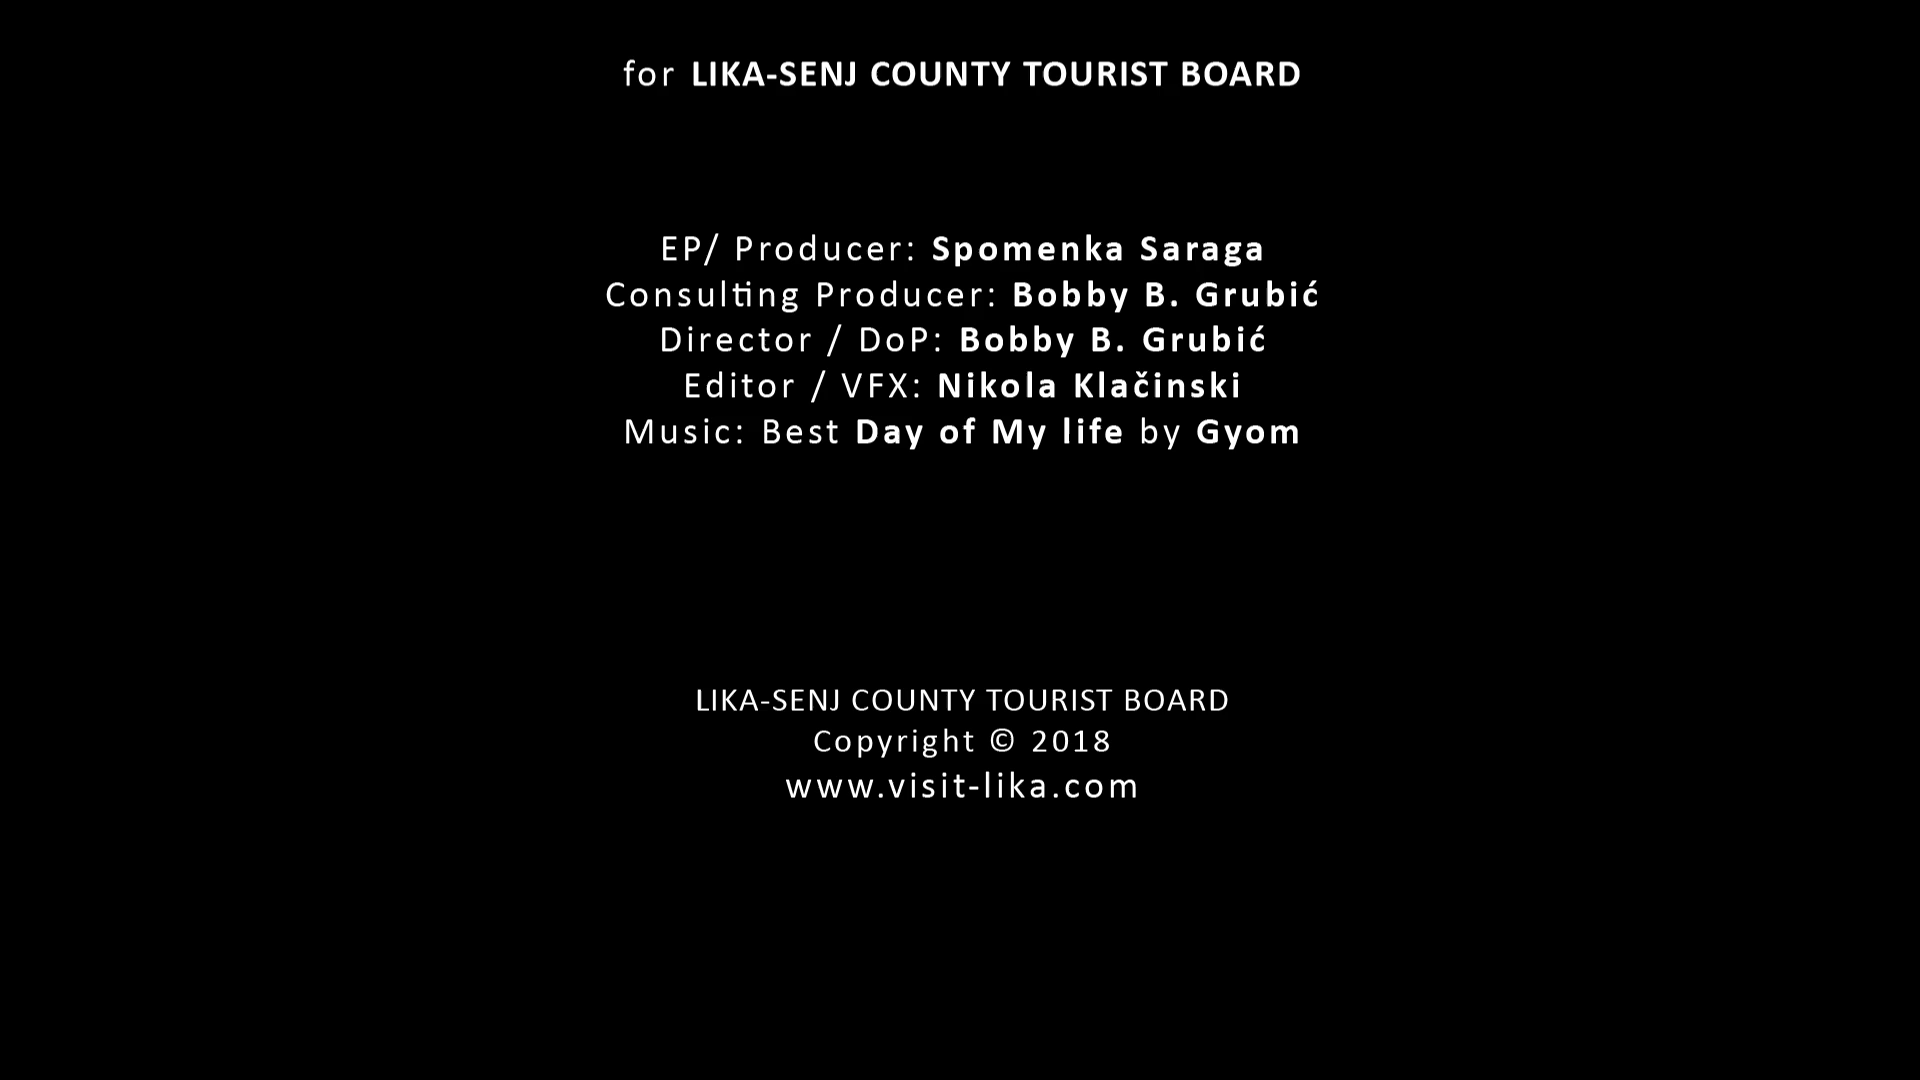 for LIKA-SENJ COUNTY TOURIST BOARD
EP/ Producer: Spomenka Saraga
Consulting Producer: Bobby B. Grubić
Director / DoP: Bobby B. Grubić
Editor / VFX: Nikola Klačinski
Music: Best Day of My life by Gyom
LIKA-SENJ COUNTY TOURIST BOARD
Copyright © 2018
www.visit-lika.com